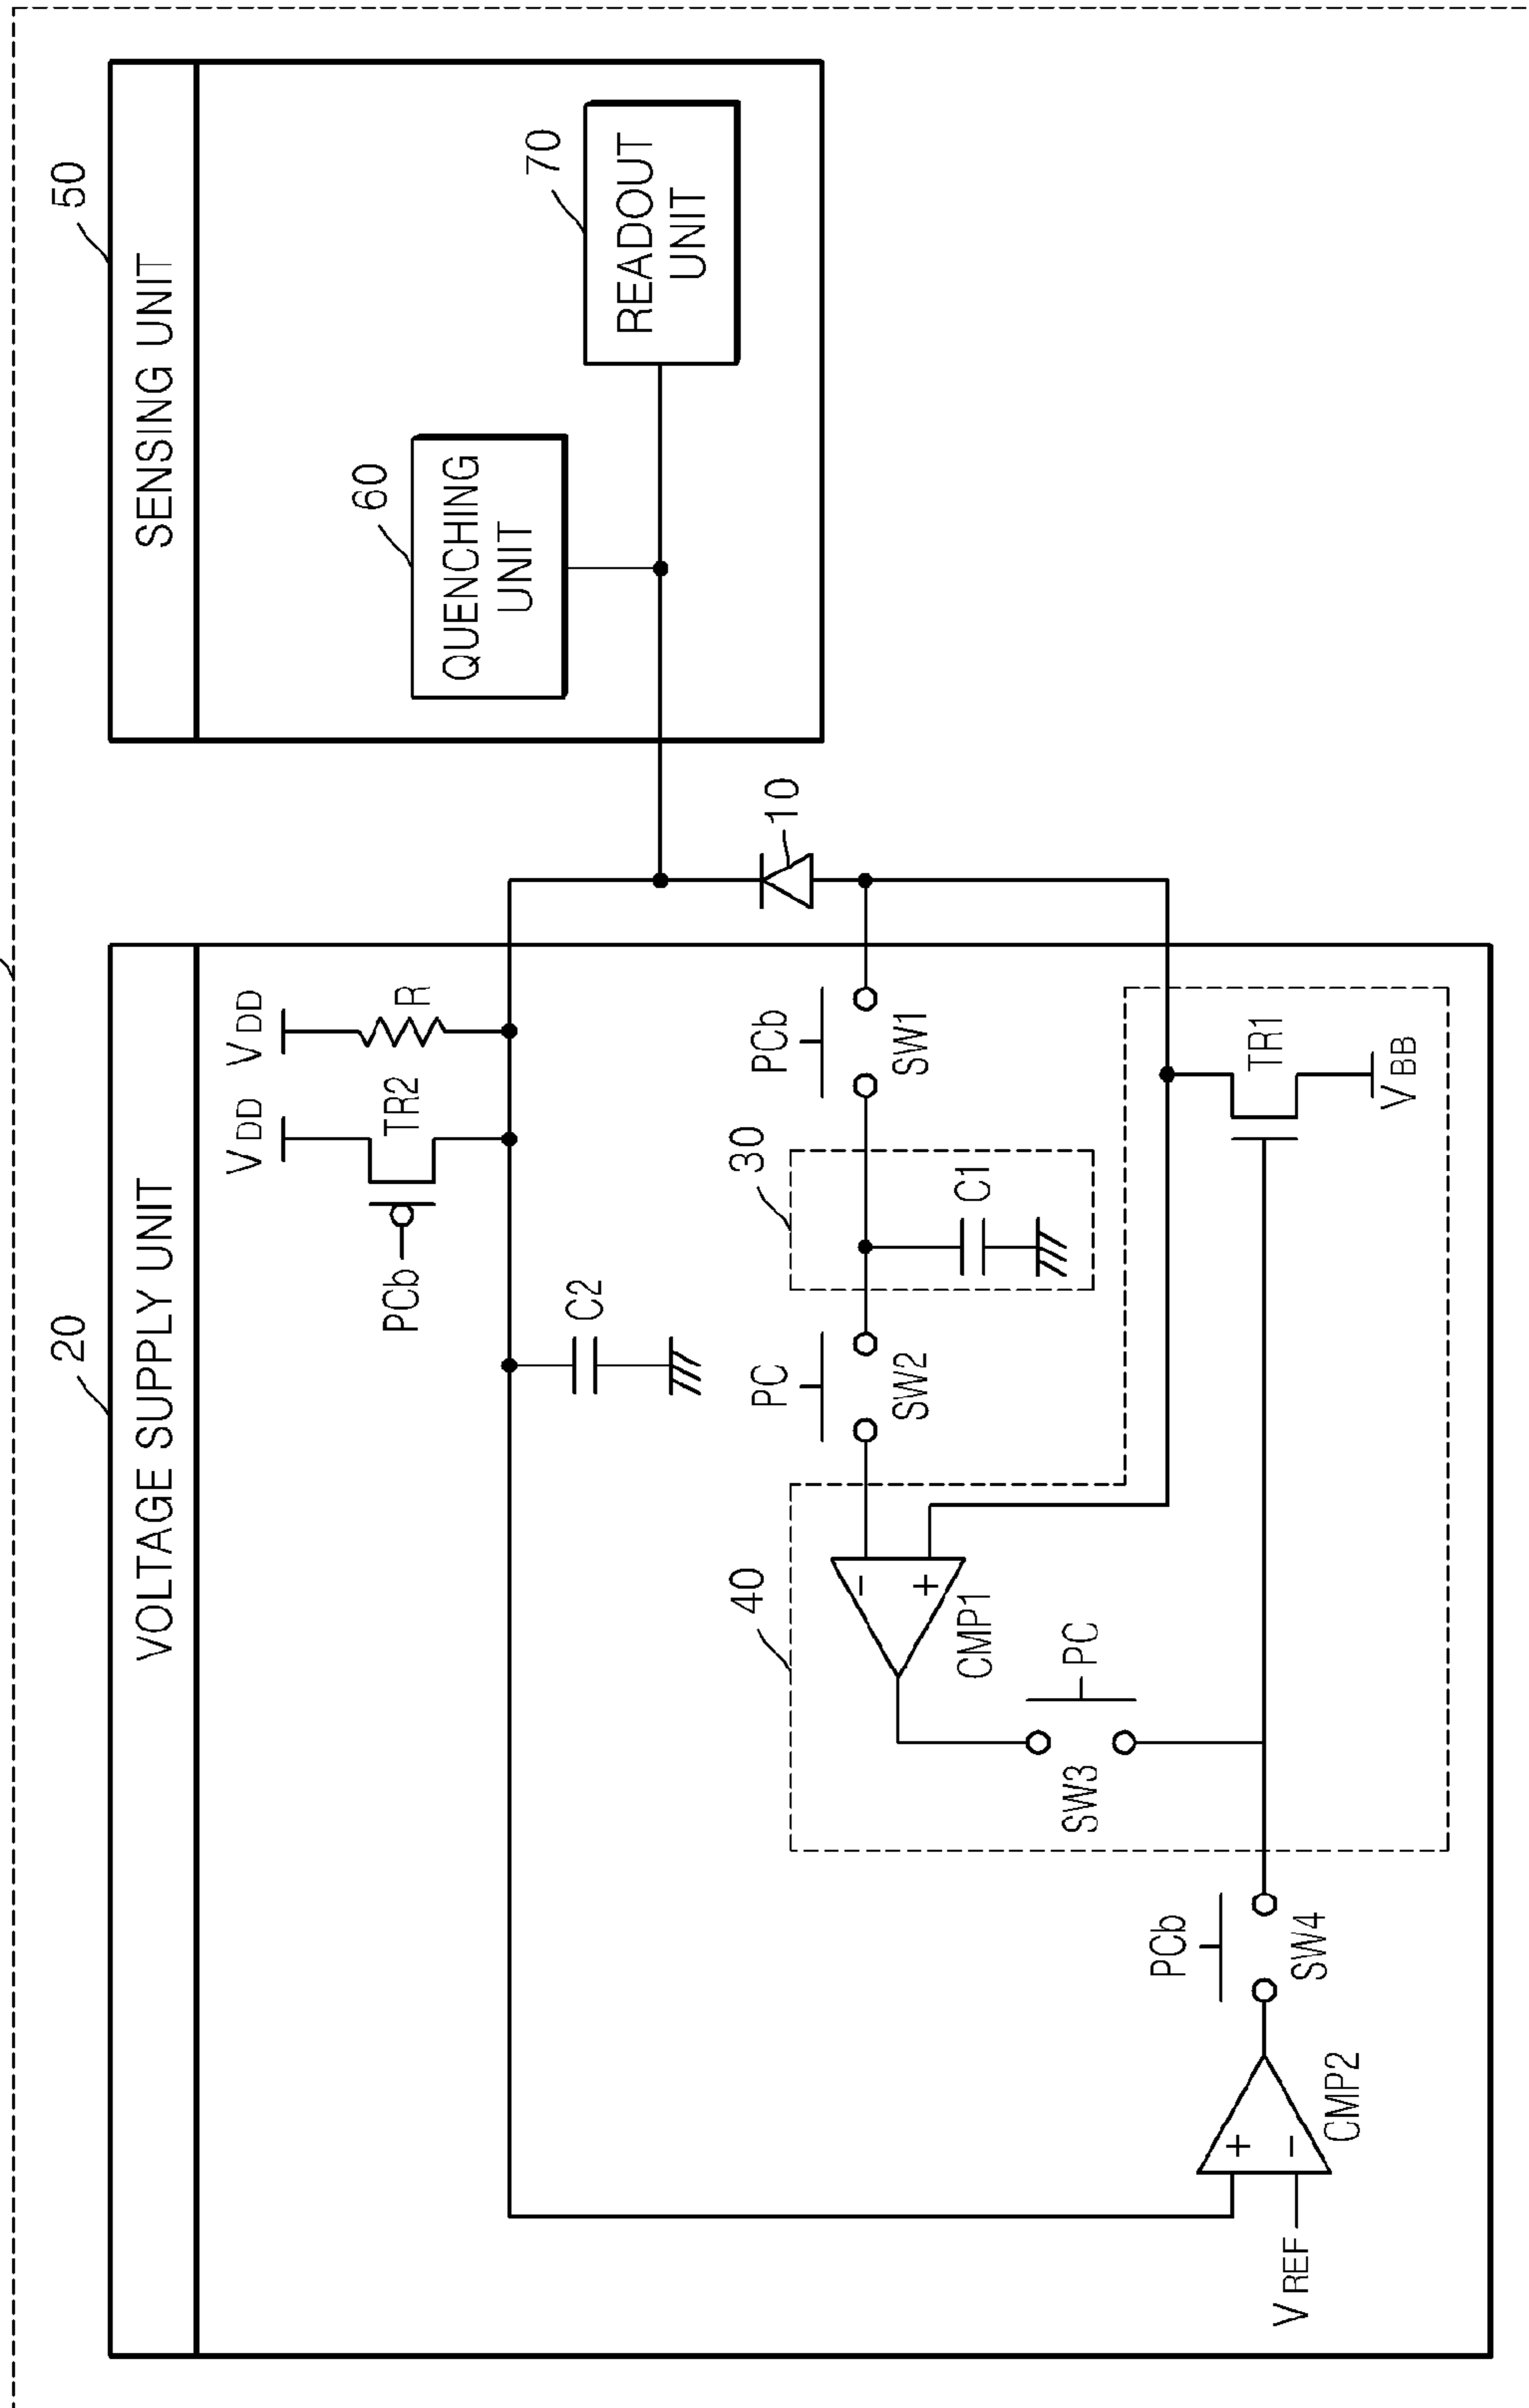 20
VOLTAGE SUPPLY UNIT
50
SENSING UNIT
VDD
VDD
TR2
R
PCb
C2
60
QUENCHING
UNIT
70
READOUT
UNIT
10
40
PC
SW2
30
C1
PCb
SW1
CMP1
-
+
SW3
PC
TR1
VBB
PCb
SW4
CMP2
+
-
VREF